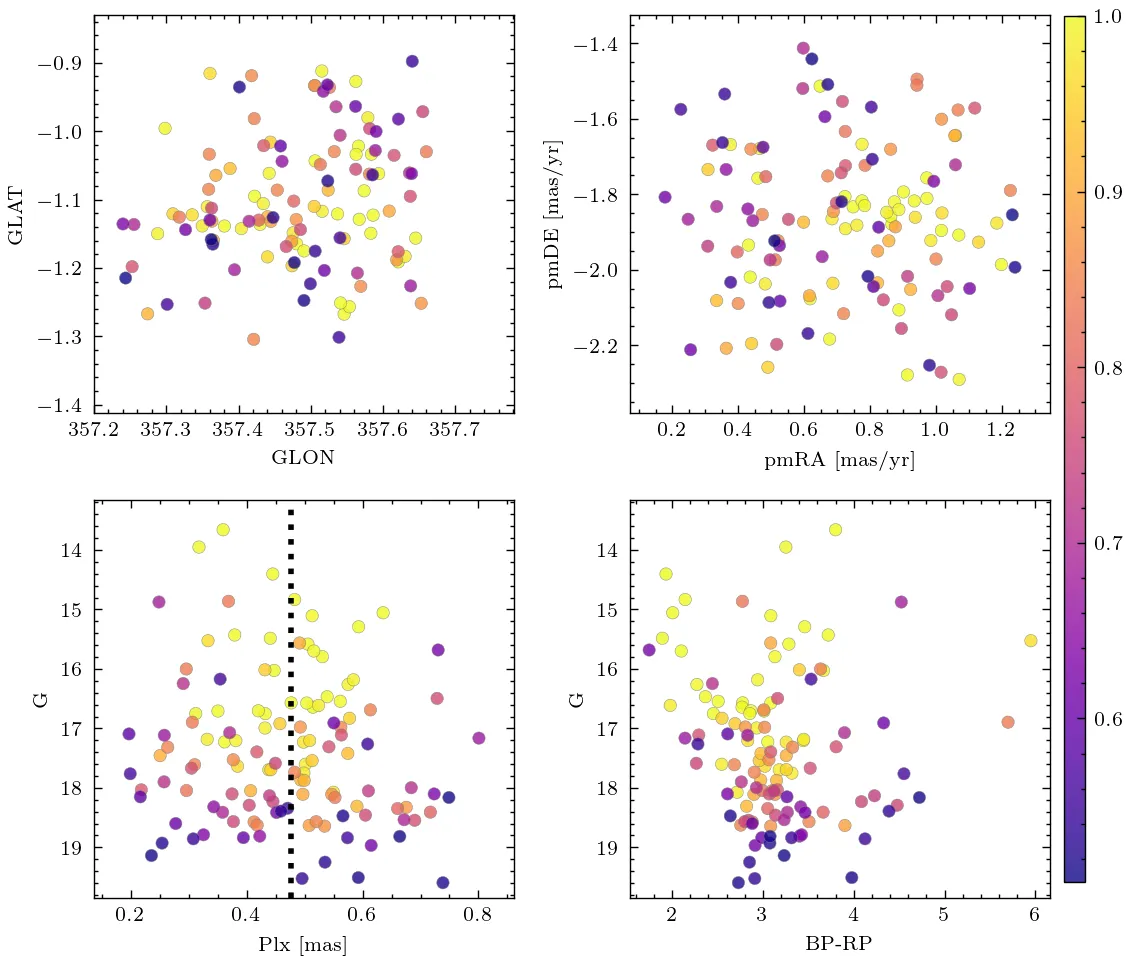 −0.9
−1.0
−1.1
−1.2
−1.3
−1.4
GLAT
357.2 357.3 357.4 357.5 357.6 357.7
GLON
−1.4
−1.6
−1.8
−2.0
−2.2
pmDE [mas/yr]
0.2 0.4 0.6 0.8 1.0 1.2
pmRA [mas/yr]
14
15
16
17
18
19
G
0.2 0.4 0.6 0.8
Plx [mas]
14
15
16
17
18
19
G
2 3 4 5 6
BP-RP
1.0
0.9
0.8
0.7
0.6